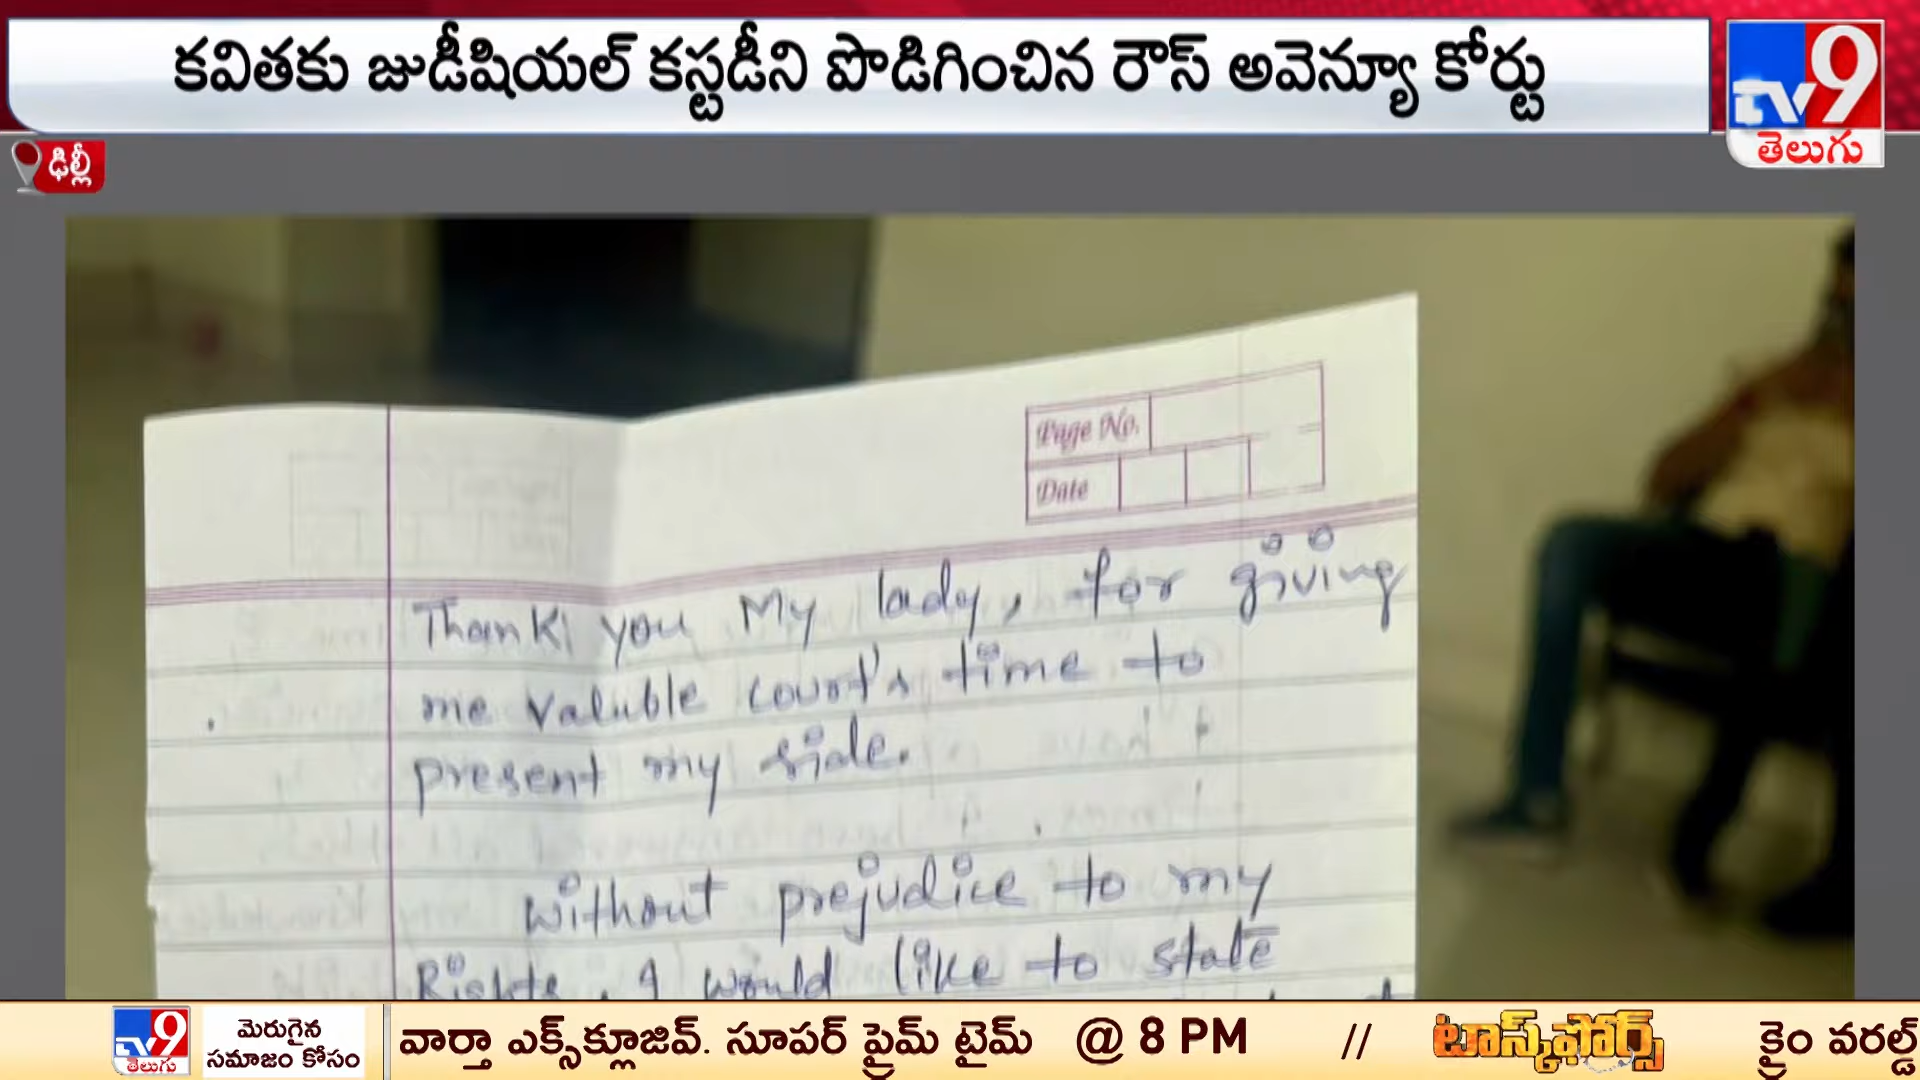 కవితకు జుడీషియల్ కస్టడీని పొడిగించిన రౌస్ అవెన్యూ కోర్టు
TV9
తెలుగు
ఢిల్లీ
Page No.
Date
Thank you My lady, for giving
me valuble court's time to
present my side.
without prejudice to my
Rights, I would like to state
TV9
తెలుగు
మెరుగైన
సమాజం కోసం
వార్తా ఎక్స్‌క్లూజివ్. సూపర్ ప్రైమ్ టైమ్ @ 8 PM // టాస్క్‌ఫోర్స్ క్రైం వరల్డ్